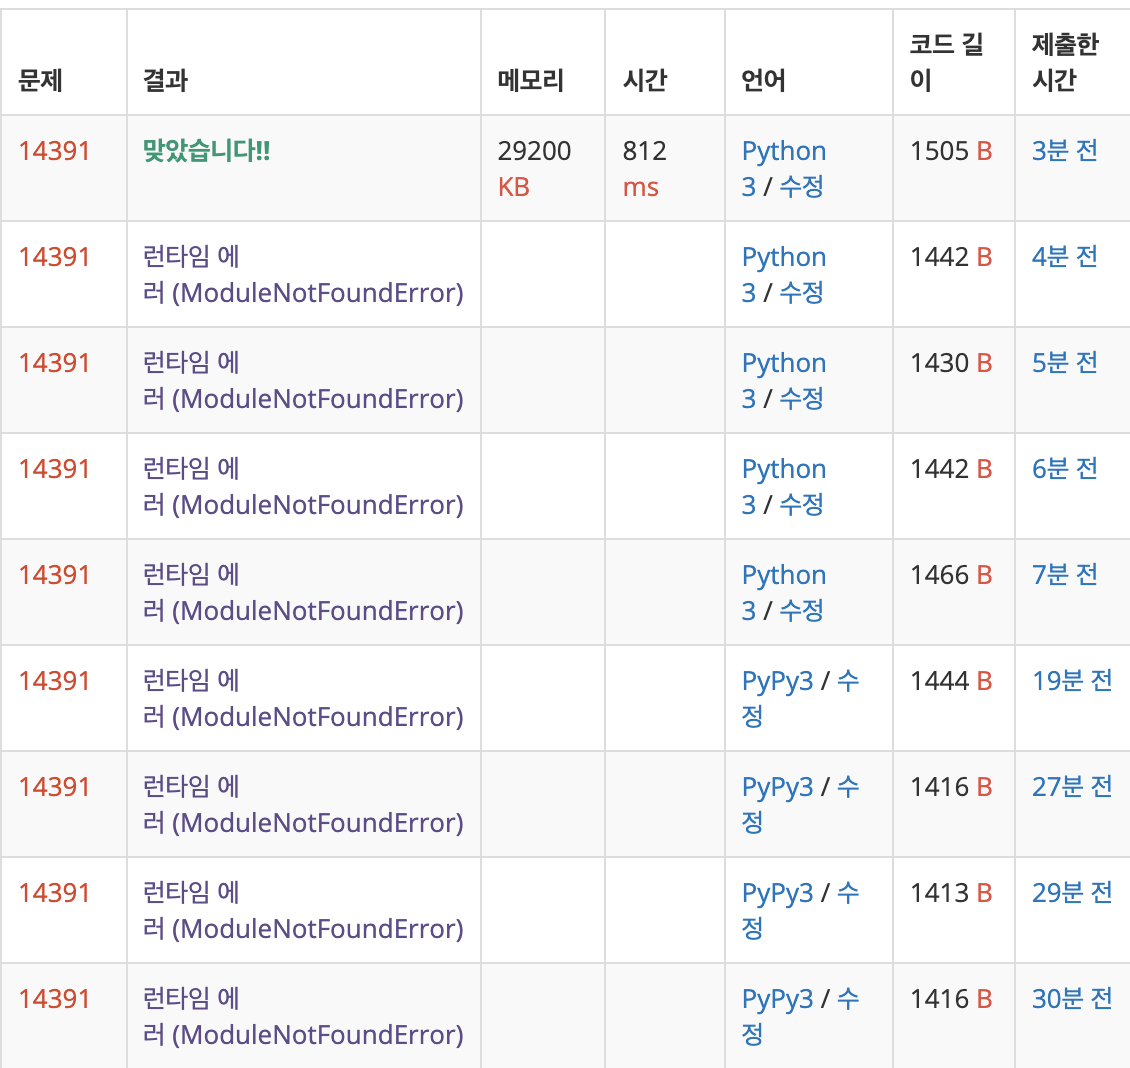 문제 결과 메모리 시간 언어 코드 길이 제출한 시간
14391 맞았습니다!! 29200 KB 812 ms Python 3 / 수정 1505 B 3분 전
14391 런타임 에러 (ModuleNotFoundError) Python 3 / 수정 1442 B 4분 전
14391 런타임 에러 (ModuleNotFoundError) Python 3 / 수정 1430 B 5분 전
14391 런타임 에러 (ModuleNotFoundError) Python 3 / 수정 1442 B 6분 전
14391 런타임 에러 (ModuleNotFoundError) Python 3 / 수정 1466 B 7분 전
14391 런타임 에러 (ModuleNotFoundError) PyPy3 / 수정 1444 B 19분 전
14391 런타임 에러 (ModuleNotFoundError) PyPy3 / 수정 1416 B 27분 전
14391 런타임 에러 (ModuleNotFoundError) PyPy3 / 수정 1413 B 29분 전
14391 런타임 에러 (ModuleNotFoundError) PyPy3 / 수정 1416 B 30분 전